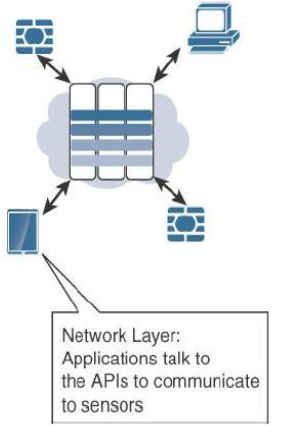 Network Layer:
Applications talk to
the APIs to communicate
to sensors